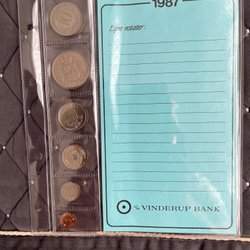 1987
Egne notater:
VINDERUP BANK